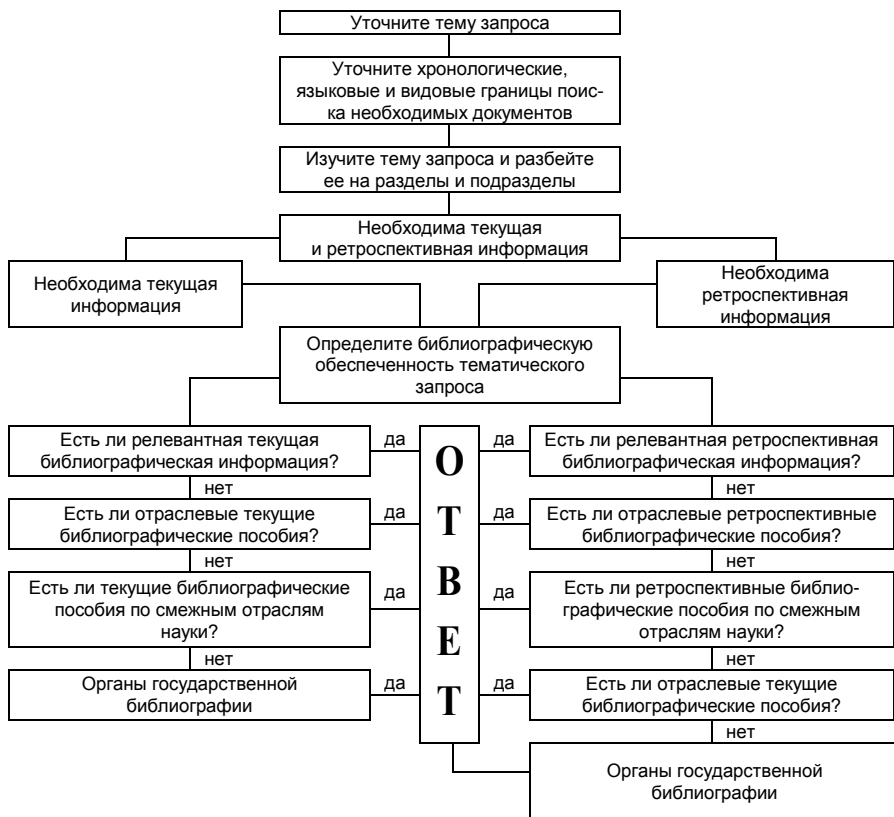 Уточните тему запроса
Уточните хронологические,
языковые и видовые границы поис-
ка необходимых документов
Изучите тему запроса и разбейте
ее на разделы и подразделы
Необходима текущая
и ретроспективная информация
Необходима текущая
информация
Необходима
ретроспективная
информация
Определите библиографическую
обеспеченность тематического
запроса
Есть ли релевантная текущая
библиографическая информация?
да
О
да
Есть ли релевантная ретроспективная
библиографическая информация?
нет
нет
Есть ли отраслевые текущие
библиографические пособия?
да
Т
да
Есть ли отраслевые ретроспективные
библиографические пособия?
нет
нет
Есть ли текущие библиографические
пособия по смежным отраслям
науки?
да
В
да
Есть ли ретроспективные библио-
графические пособия по смежным
отраслям науки?
Е
нет
нет
Органы государственной
библиографии
да
Т
да
Есть ли отраслевые текущие
библиографические пособия?
нет
Органы государственной
библиографии